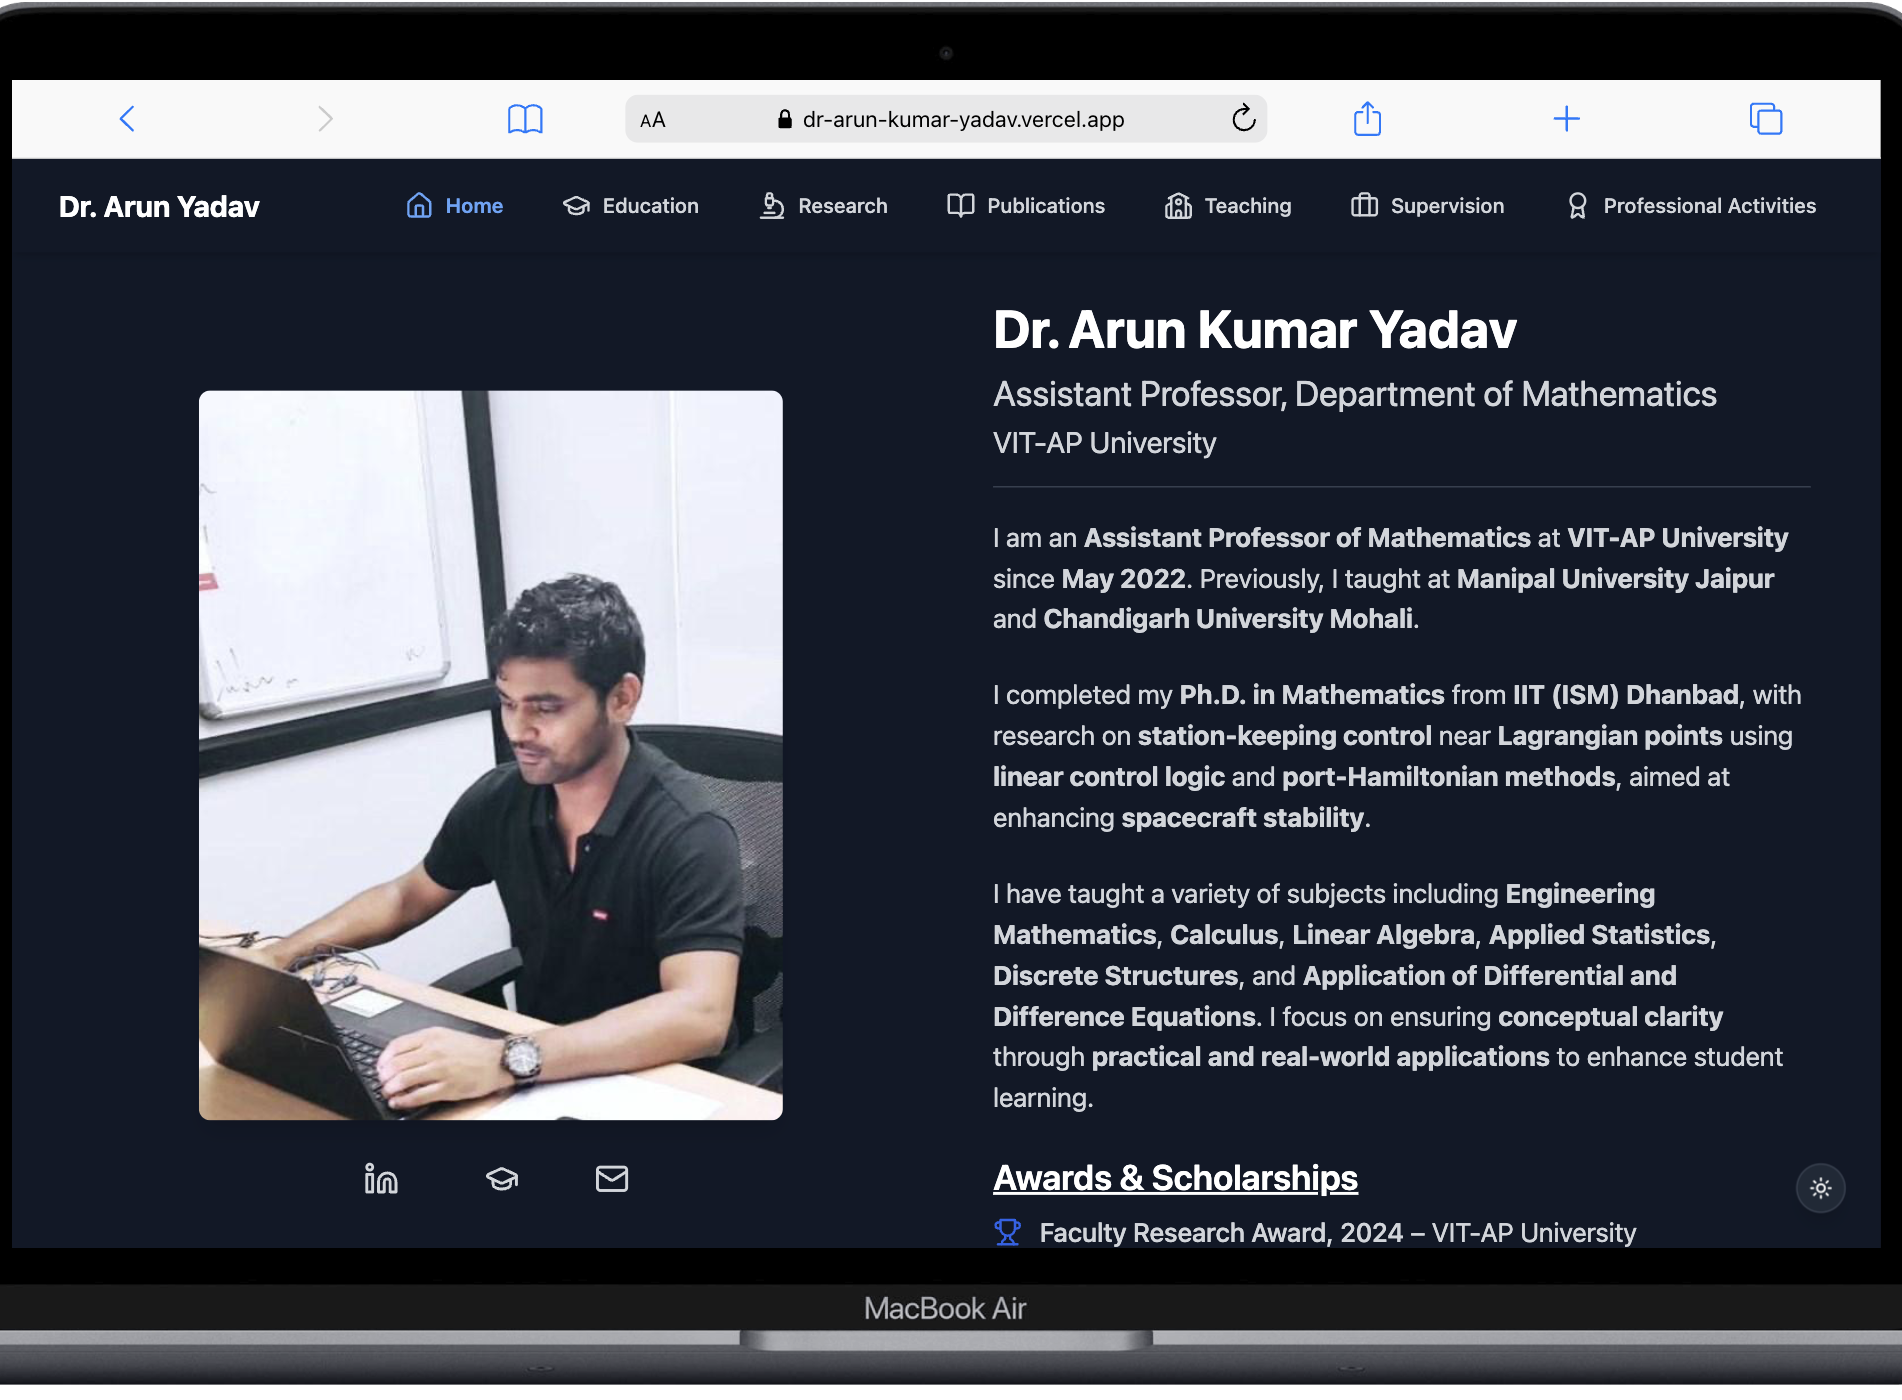 AA dr-arun-kumar-yadav.vercel.app
Dr. Arun Yadav Home Education Research Publications Teaching Supervision Professional Activities
Dr. Arun Kumar Yadav
Assistant Professor, Department of Mathematics
VIT-AP University
I am an Assistant Professor of Mathematics at VIT-AP University
since May 2022. Previously, I taught at Manipal University Jaipur
and Chandigarh University Mohali.
I completed my Ph.D. in Mathematics from IIT (ISM) Dhanbad, with
research on station-keeping control near Lagrangian points using
linear control logic and port-Hamiltonian methods, aimed at
enhancing spacecraft stability.
I have taught a variety of subjects including Engineering
Mathematics, Calculus, Linear Algebra, Applied Statistics,
Discrete Structures, and Application of Differential and
Difference Equations. I focus on ensuring conceptual clarity
through practical and real-world applications to enhance student
learning.
in
Awards & Scholarships
Faculty Research Award, 2024 – VIT-AP University
MacBook Air